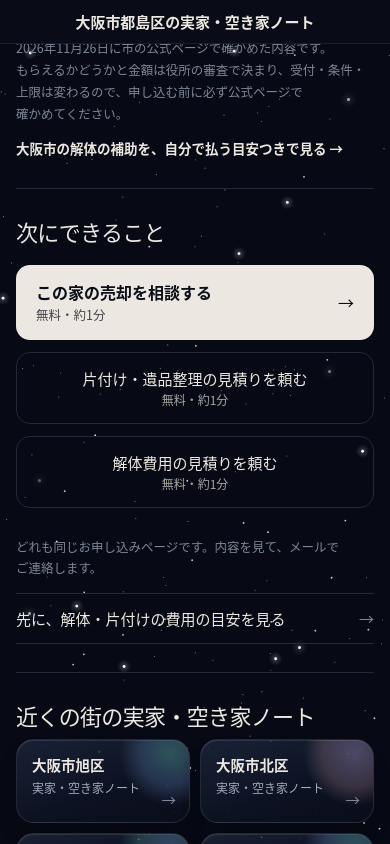 大阪市都島区の実家・空き家ノート
2026年11月26日に市の公式ページで確かめた内容です。
もらえるかどうかと金額は役所の審査で決まり、受付・条件・
上限は変わるので、申し込む前に必ず公式ページで
確かめてください。
大阪市の解体の補助を、自分で払う目安つきで見る →
次にできること
この家の売却を相談する
無料・約1分
→
片付け・遺品整理の見積りを頼む
無料・約1分
解体費用の見積りを頼む
無料・約1分
どれも同じお申し込みページです。内容を見て、メールで
ご連絡します。
先に、解体・片付けの費用の目安を見る →
近くの街の実家・空き家ノート
大阪市旭区
実家・空き家ノート
→
大阪市北区
実家・空き家ノート
→